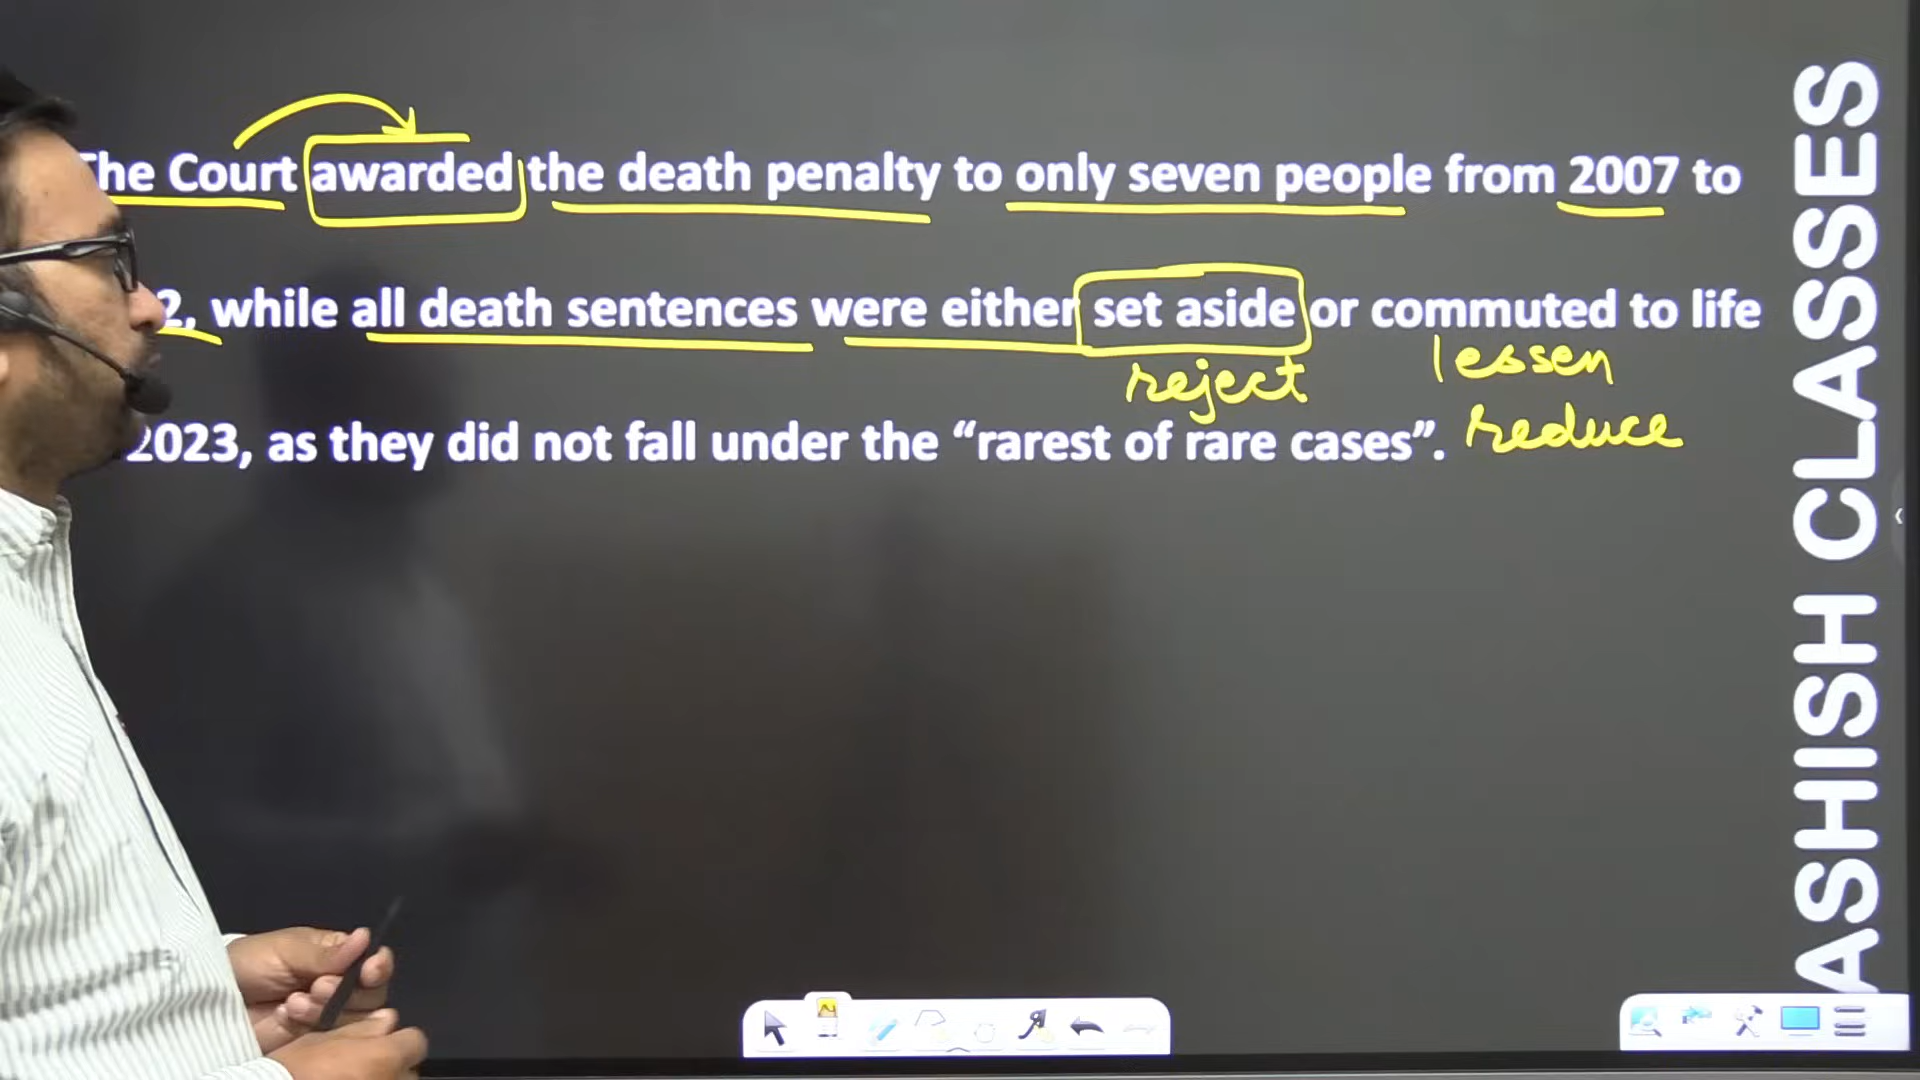 The Court awarded the death penalty to only seven people from 2007 to
2, while all death sentences were either set aside or commuted to life
reject
lessen
2023, as they did not fall under the “rarest of rare cases”.
reduce
ASHISH CLASSES